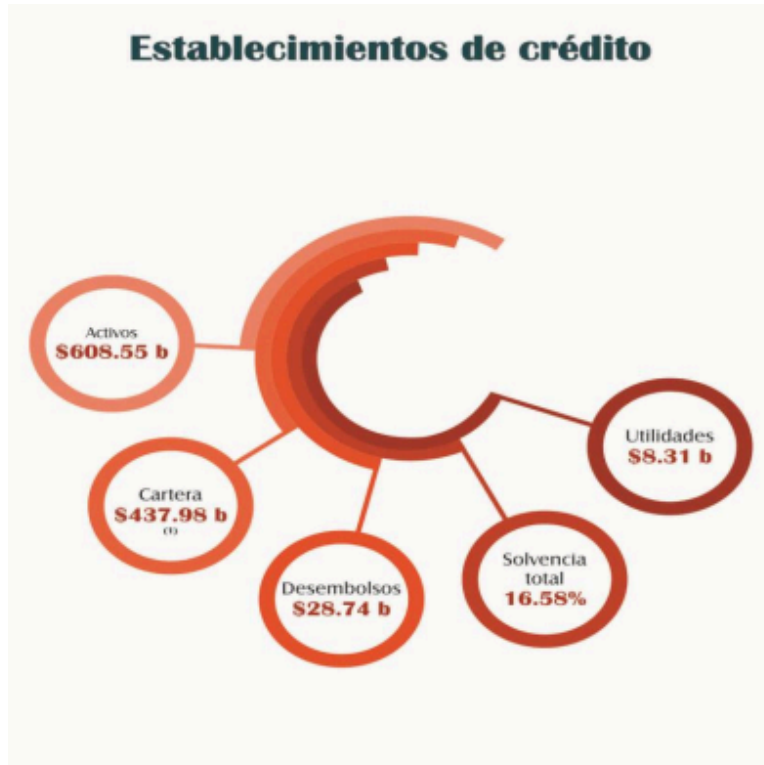 Establecimientos de crédito
Activos
$608.55 b
Cartera
$437.98 b
(1)
Desembolsos
$28.74 b
Solvencia
total
16.58%
Utilidades
$8.31 b